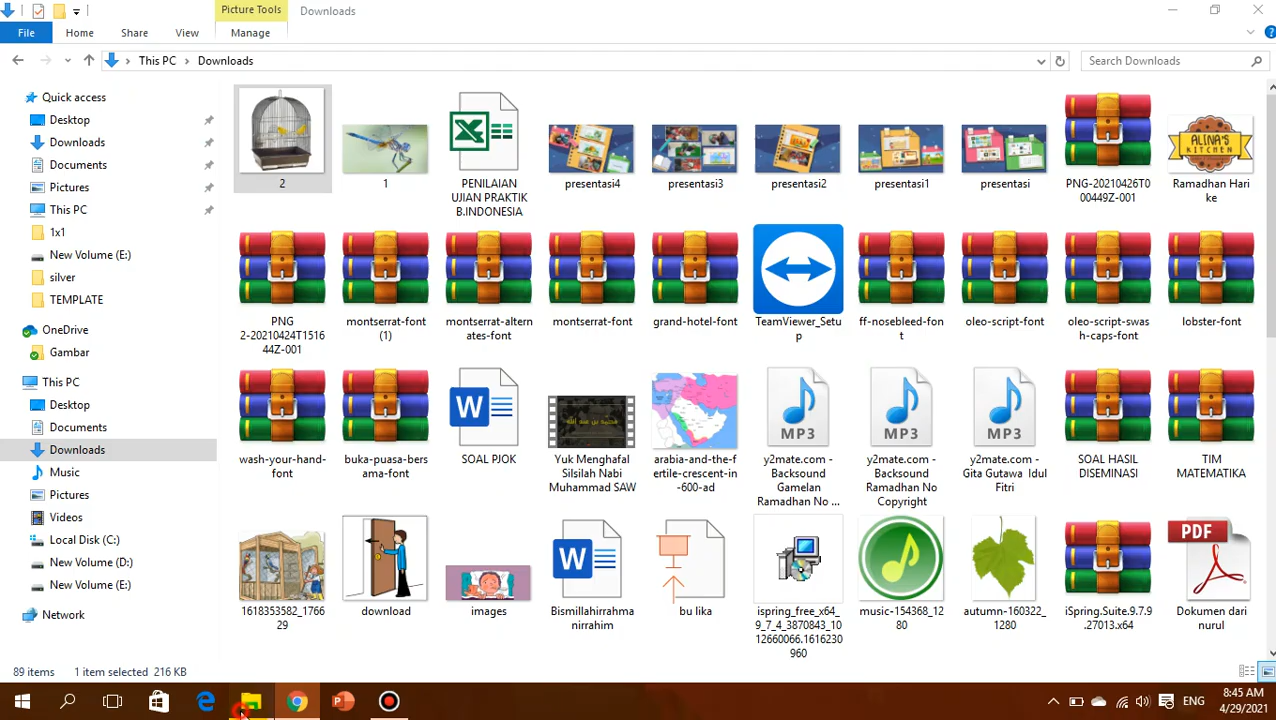 Picture Tools
Downloads
File
Home
Share
View
Manage
This PC
Downloads
Search Downloads
Quick access
Desktop
Downloads
Documents
Pictures
This PC
1x1
New Volume (E:)
silver
TEMPLATE
OneDrive
Gambar
This PC
Desktop
Documents
Downloads
Music
Pictures
Videos
Local Disk (C:)
New Volume (D:)
New Volume (E:)
Network
2
1
PENILAIAN
UJIAN PRAKTIK
B.INDONESIA
presentasi4
presentasi3
presentasi2
presentasi1
presentasi
PNG-20210426T0
00449Z-001
ALINA'S
KITCHEN
Ramadhan Hari
ke
PNG
2-20210424T1516
44Z-001
montserrat-font
(1)
montserrat-altern
ates-font
montserrat-font
grand-hotel-font
TeamViewer_Setu
p
ff-nosebleed-fon
t
oleo-script-font
oleo-script-swas
h-caps-font
lobster-font
wash-your-hand-
font
buka-puasa-bers
ama-font
W
SOAL PJOK
Yuk Menghafal
Silsilah Nabi
Muhammad SAW
arabia-and-the-f
ertile-crescent-in
-600-ad
MP3
y2mate.com -
Backsound
Gamelan
Ramadhan No ...
MP3
y2mate.com -
Backsound
Ramadhan No
Copyright
MP3
y2mate.com -
Gita Gutawa Idul
Fitri
SOAL HASIL
DISEMINASI
TIM
MATEMATIKA
1618353582_1766
29
download
images
W
Bismillahirrahma
nirrahim
bu lika
ispring_free_x64_
9_7_4_3870843_10
12660066.1616230
960
music-154368_12
80
autumn-160322_
1280
iSpring.Suite.9.7.9
.27013.x64
PDF
Dokumen dari
nurul
89 items
1 item selected 216 KB
ENG
8:45 AM
4/29/2021